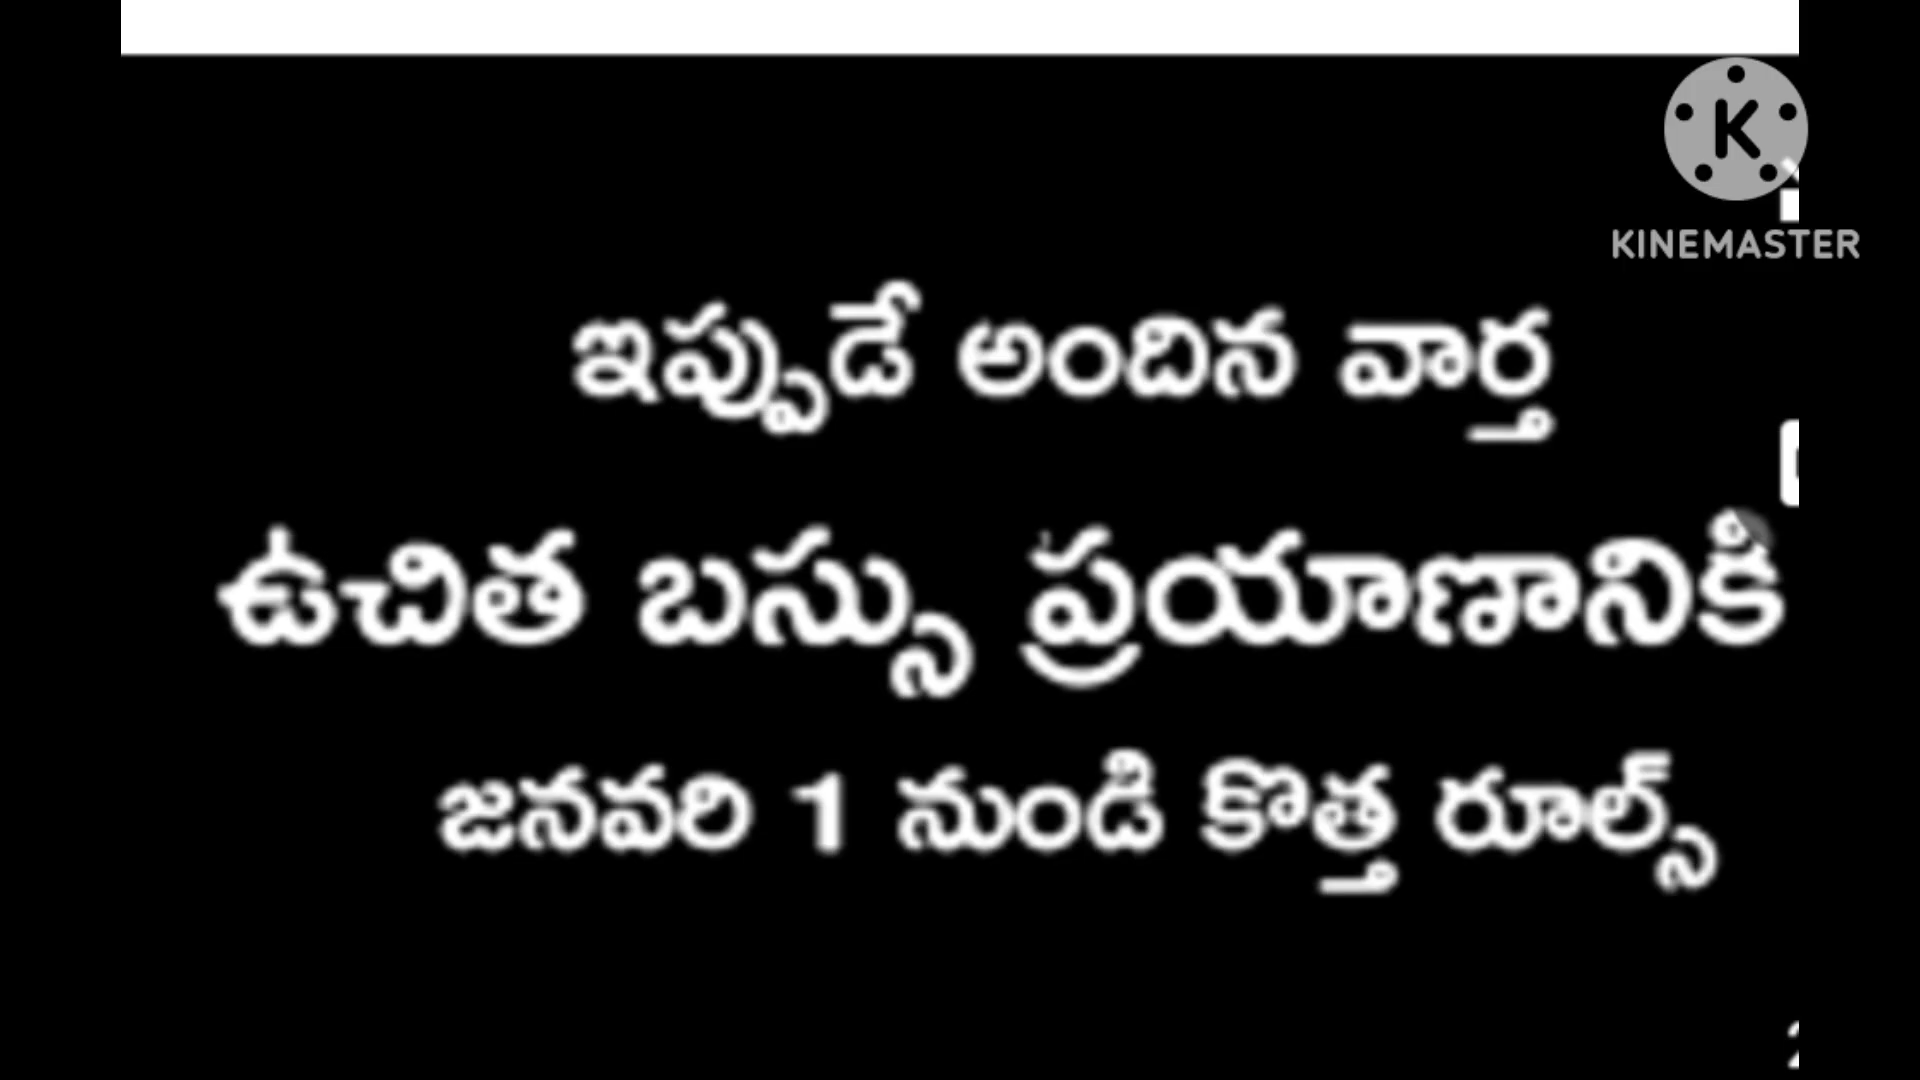 KINEMASTER
ఇప్పుడే అందిన వార్త
ఉచిత బస్సు ప్రయాణానికి
జనవరి 1 నుండి కొత్త రూల్స్